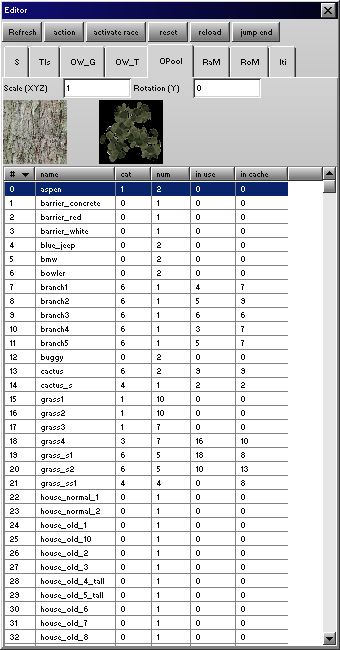 Editor
Refresh action activate race reset reload jump end
S Tls OW_G OW_T OPool RaM RoM Iti
Scale (XYZ) 1 Rotation (Y) 0
# name cat num in use in cache
0 aspen 1 2 0 0
1 barrier_concrete 0 1 0 0
2 barrier_red 0 1 0 0
3 barrier_white 0 1 0 0
4 blue_jeep 0 2 0 0
5 bmw 0 2 0 0
6 bowler 0 2 0 0
7 branch1 6 1 4 7
8 branch2 6 1 5 9
9 branch3 6 1 6 6
10 branch4 6 1 3 7
11 branch5 6 1 5 7
12 buggy 0 2 0 0
13 cactus 6 2 9 9
14 cactus_s 4 1 2 2
15 grass1 1 10 0 0
16 grass2 1 10 0 0
17 grass3 1 7 0 0
18 grass4 3 7 16 10
19 grass_s1 6 5 18 8
20 grass_s2 6 5 10 13
21 grass_ss1 4 4 0 8
22 house_normal_1 0 1 0 0
23 house_normal_2 0 1 0 0
24 house_old_1 0 1 0 0
25 house_old_10 0 1 0 0
26 house_old_2 0 1 0 0
27 house_old_3 0 1 0 0
28 house_old_4_tall 0 1 0 0
29 house_old_5_tall 0 1 0 0
30 house_old_6 0 1 0 0
31 house_old_7 0 1 0 0
32 house_old_8 0 1 0 0